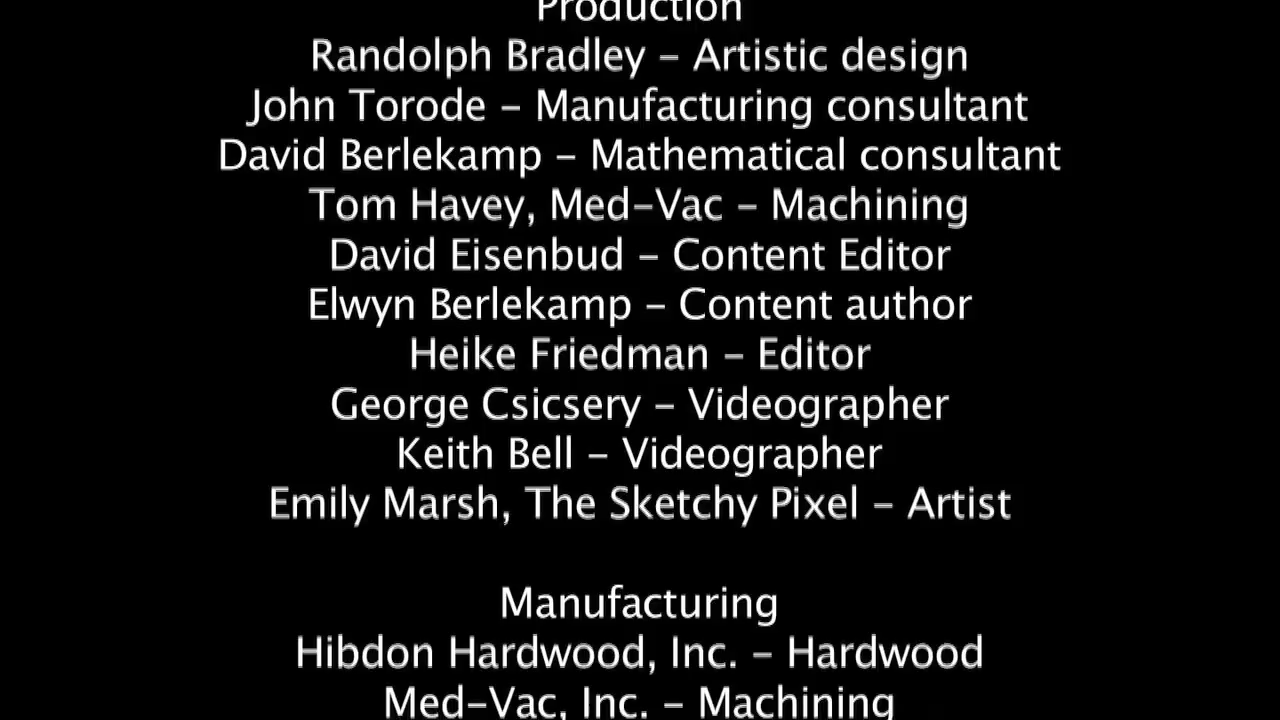 Production
Randolph Bradley – Artistic design
John Torode – Manufacturing consultant
David Berlekamp – Mathematical consultant
Tom Havey, Med–Vac – Machining
David Eisenbud – Content Editor
Elwyn Berlekamp – Content author
Heike Friedman – Editor
George Csicsery – Videographer
Keith Bell – Videographer
Emily Marsh, The Sketchy Pixel – Artist
Manufacturing
Hibdon Hardwood, Inc. – Hardwood
Med–Vac, Inc. – Machining